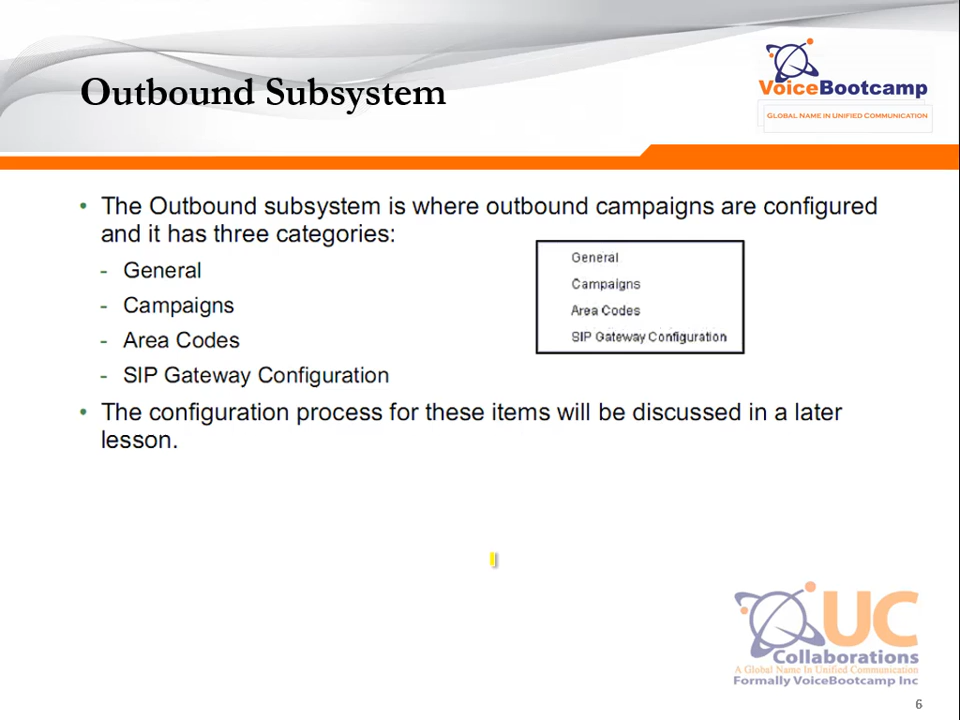 Outbound Subsystem
VoiceBootcamp
GLOBAL NAME IN UNIFIED COMMUNICATION
• The Outbound subsystem is where outbound campaigns are configured
and it has three categories:
- General
- Campaigns
- Area Codes
- SIP Gateway Configuration
General
Campaigns
Area Codes
SIP Gateway Configuration
• The configuration process for these items will be discussed in a later
lesson.
UC
Collaborations
A Global Name In Unified Communication
Formally VoiceBootcamp Inc
6